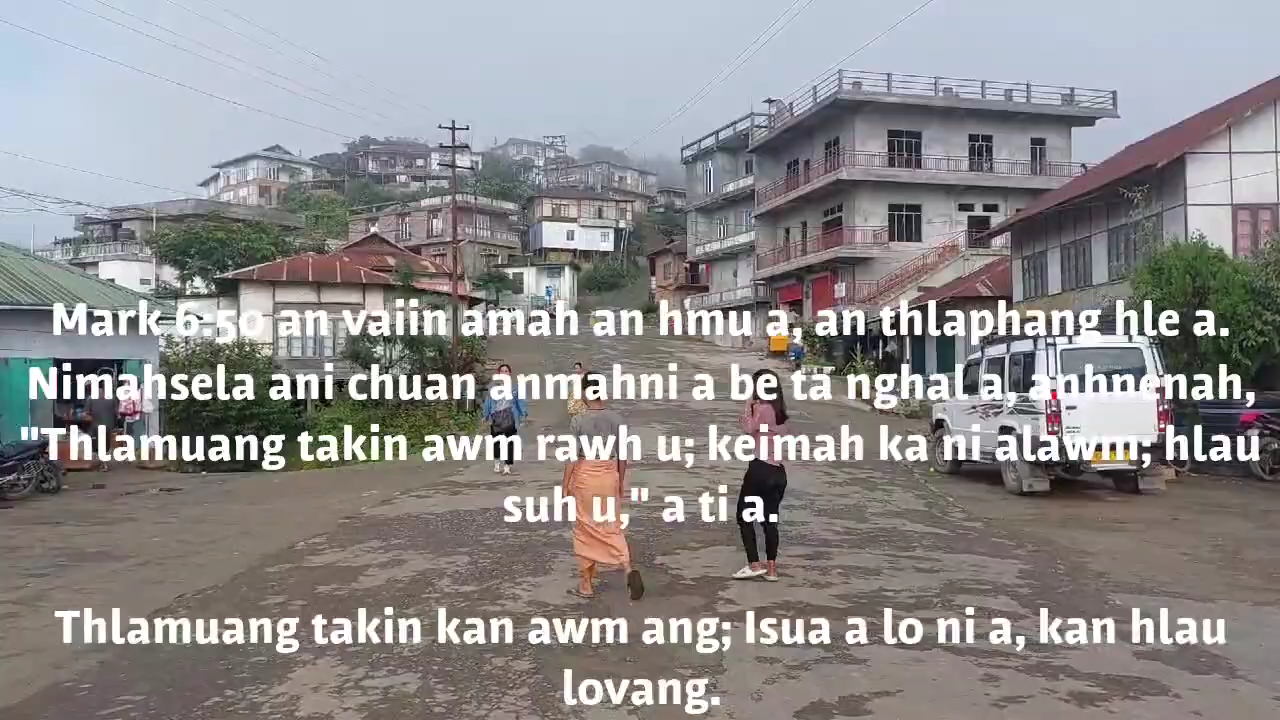 Mark 6:50 an vaiin amah an hmu a, an thlaphang hle a.
Nimahsela ani chuan anmahni a be ta nghal a, anhnenah,
"Thlamuang takin awm rawh u; keimah ka ni alawm; hlau
suh u," a ti a.
Thlamuang takin kan awm ang; Isua a lo ni a, kan hlau
lovang.